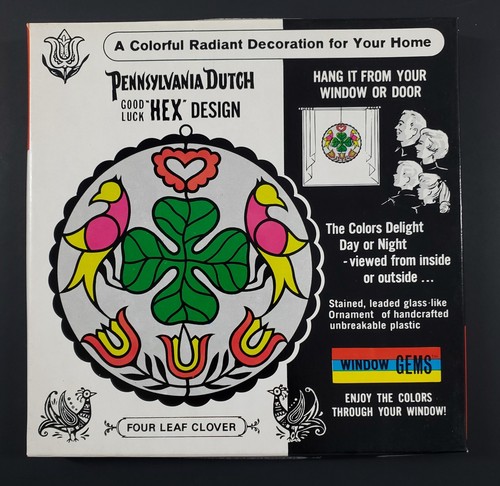 A Colorful Radiant Decoration for Your Home
PENNSYLVANIA DUTCH
GOOD LUCK "HEX" DESIGN
HANG IT FROM YOUR
WINDOW OR DOOR
The Colors Delight
Day or Night
- viewed from inside
or outside ...
Stained, leaded glass-like
Ornament of handcrafted
unbreakable plastic
WINDOW GEMS
ENJOY THE COLORS
THROUGH YOUR WINDOW!
FOUR LEAF CLOVER